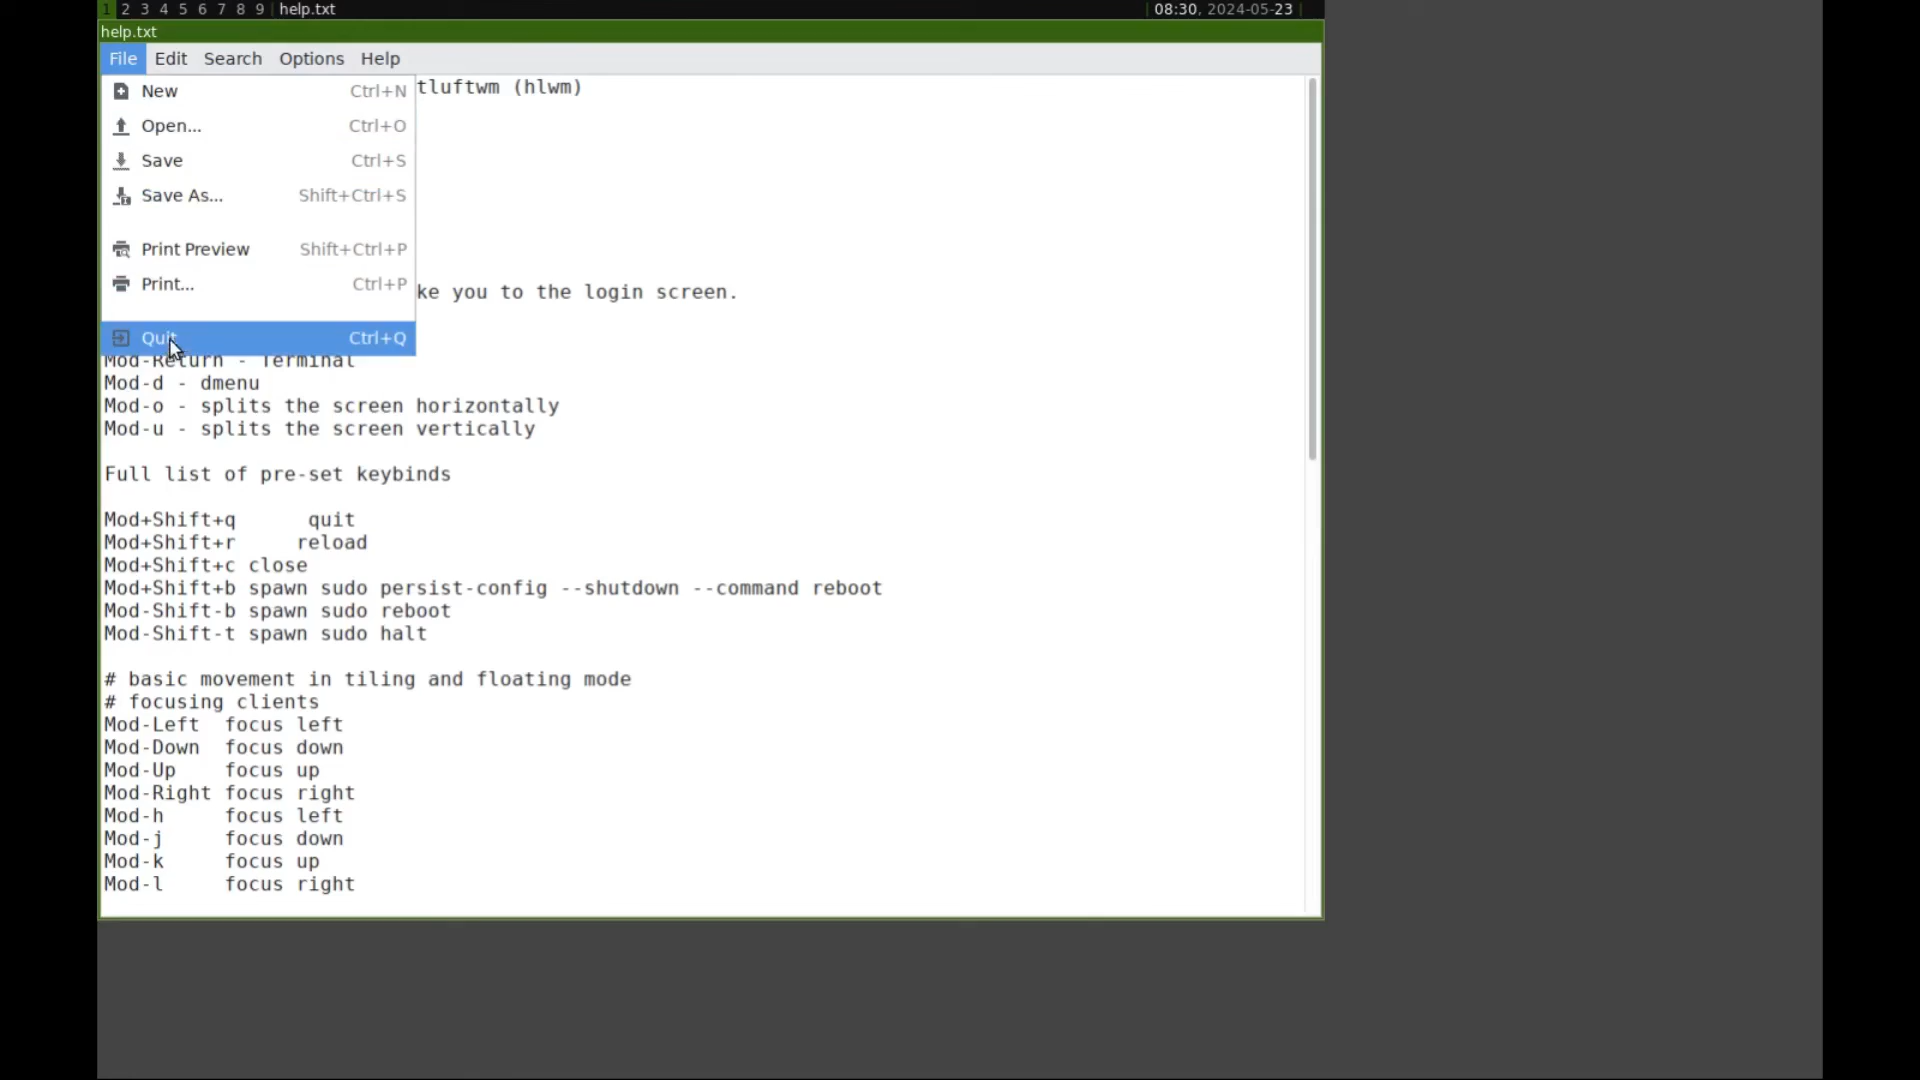 1 2 3 4 5 6 7 8 9 help.txt 08:30, 2024-05-23
help.txt
File Edit Search Options Help
New Ctrl+N
Open... Ctrl+O
Save Ctrl+S
Save As... Shift+Ctrl+S
Print Preview Shift+Ctrl+P
Print... Ctrl+P
Quit Ctrl+Q
tluftwm (hlwm)
ke you to the login screen.
Mod-Return - Terminal
Mod-d - dmenu
Mod-o - splits the screen horizontally
Mod-u - splits the screen vertically
Full list of pre-set keybinds
Mod+Shift+q quit
Mod+Shift+r reload
Mod+Shift+c close
Mod+Shift+b spawn sudo persist-config --shutdown --command reboot
Mod-Shift-b spawn sudo reboot
Mod-Shift-t spawn sudo halt
# basic movement in tiling and floating mode
# focusing clients
Mod-Left focus left
Mod-Down focus down
Mod-Up focus up
Mod-Right focus right
Mod-h focus left
Mod-j focus down
Mod-k focus up
Mod-l focus right